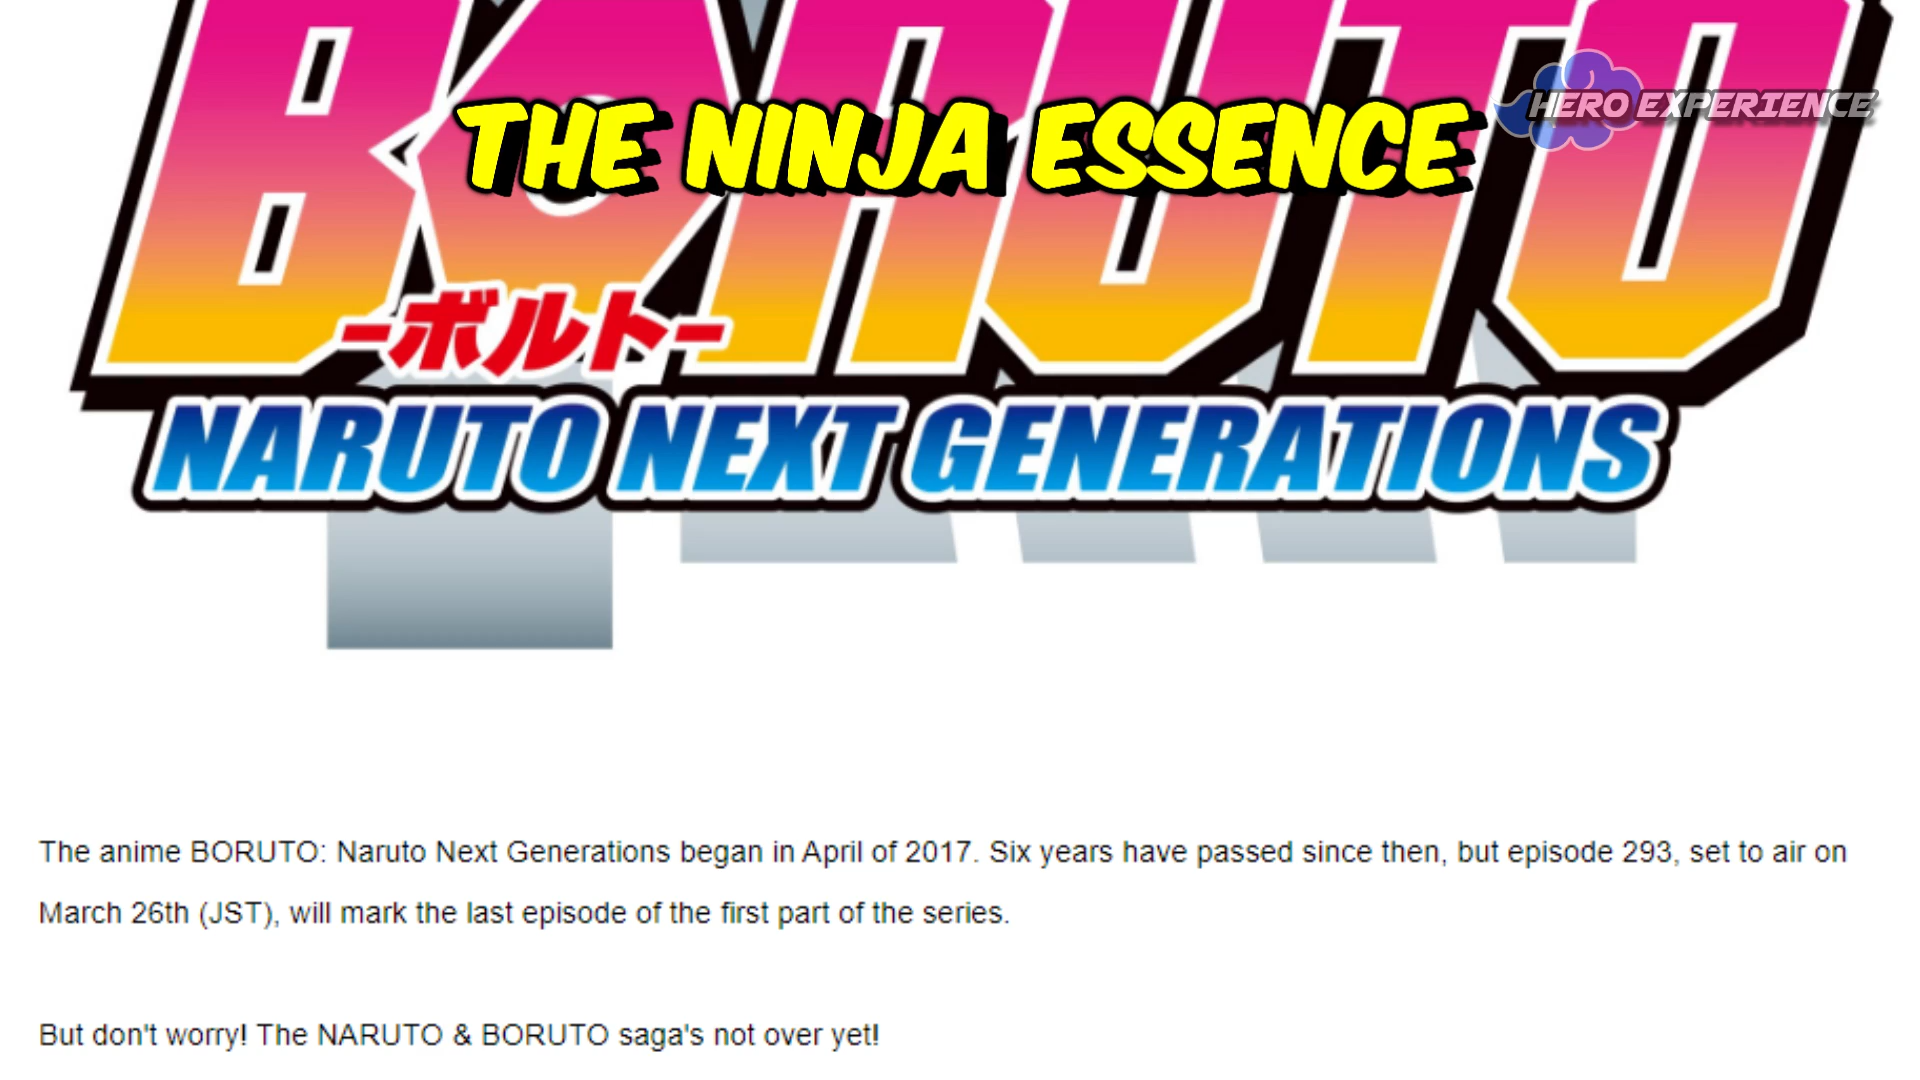 BORUTO
THE NINJA ESSENCE
HERO EXPERIENCE
-ボルト-
NARUTO NEXT GENERATIONS
The anime BORUTO: Naruto Next Generations began in April of 2017. Six years have passed since then, but episode 293, set to air on
March 26th (JST), will mark the last episode of the first part of the series.
But don't worry! The NARUTO & BORUTO saga's not over yet!